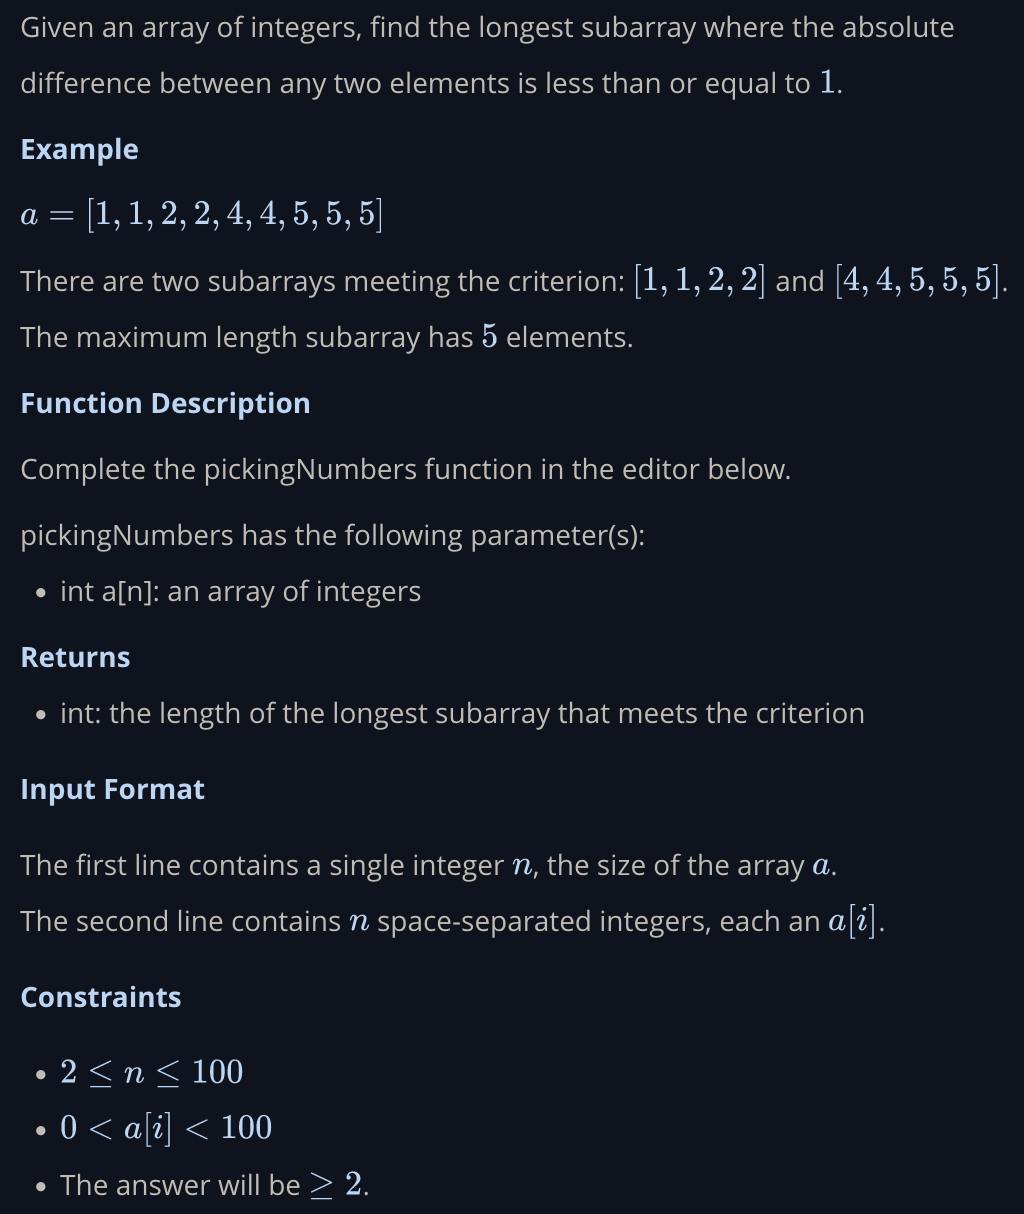 Given an array of integers, find the longest subarray where the absolute
difference between any two elements is less than or equal to 1.
Example
a = [1, 1, 2, 2, 4, 4, 5, 5, 5]
There are two subarrays meeting the criterion: [1, 1, 2, 2] and [4, 4, 5, 5, 5].
The maximum length subarray has 5 elements.
Function Description
Complete the pickingNumbers function in the editor below.
pickingNumbers has the following parameter(s):
• int a[n]: an array of integers
Returns
• int: the length of the longest subarray that meets the criterion
Input Format
The first line contains a single integer n, the size of the array a.
The second line contains n space-separated integers, each an a[i].
Constraints
• 2 ≤ n ≤ 100
• 0 < a[i] < 100
• The answer will be ≥ 2.